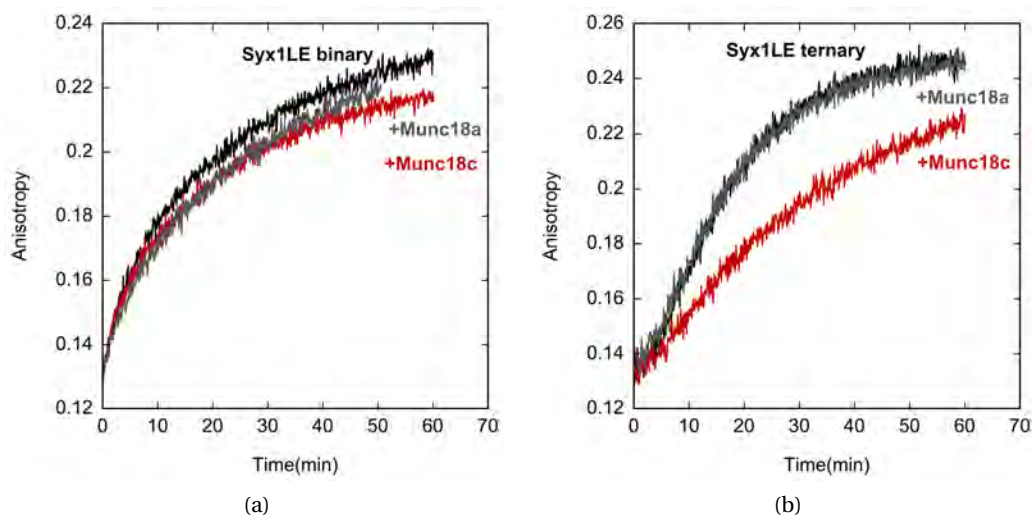 0.24
0.22
0.2
0.18
0.16
0.14
0.12
Anisotropy
Syx1LE binary
+Munc18a
+Munc18c
0 10 20 30 40 50 60 70
Time(min)
(a)
0.26
0.24
0.22
0.2
0.18
0.16
0.14
0.12
Anisotropy
Syx1LE ternary
+Munc18a
+Munc18c
0 10 20 30 40 50 60 70
Time(min)
(b)